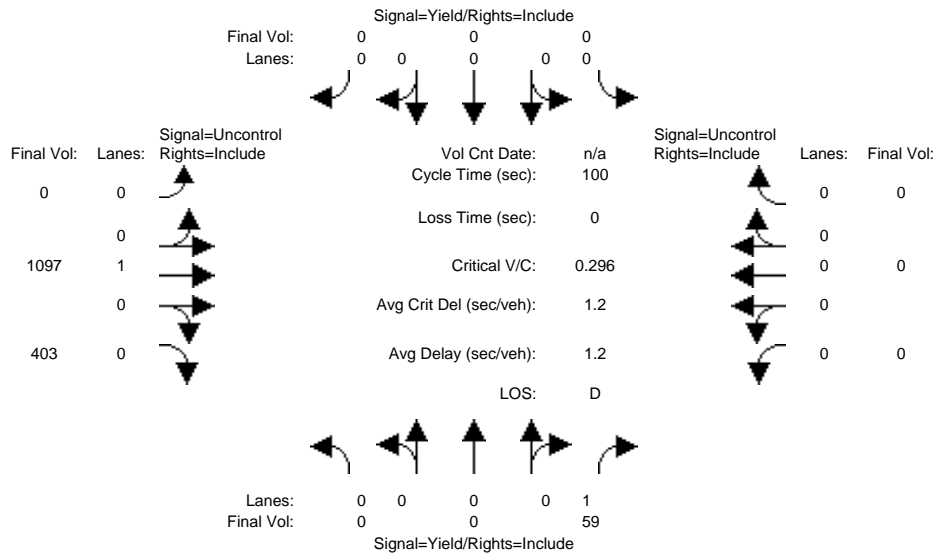 Signal=Yield/Rights=Include
Final Vol: 0 0 0
Lanes: 0 0 0 0 0
Signal=Uncontrol
Final Vol: Lanes: Rights=Include
Vol Cnt Date: n/a
Signal=Uncontrol
Rights=Include Lanes: Final Vol:
Cycle Time (sec): 100
0 0
0 0
Loss Time (sec): 0
0
0
1097 1
Critical V/C: 0.296
0 0
0
Avg Crit Del (sec/veh): 1.2
0
403 0
Avg Delay (sec/veh): 1.2
0 0
LOS: D
Lanes: 0 0 0 0 1
Final Vol: 0 0 59
Signal=Yield/Rights=Include